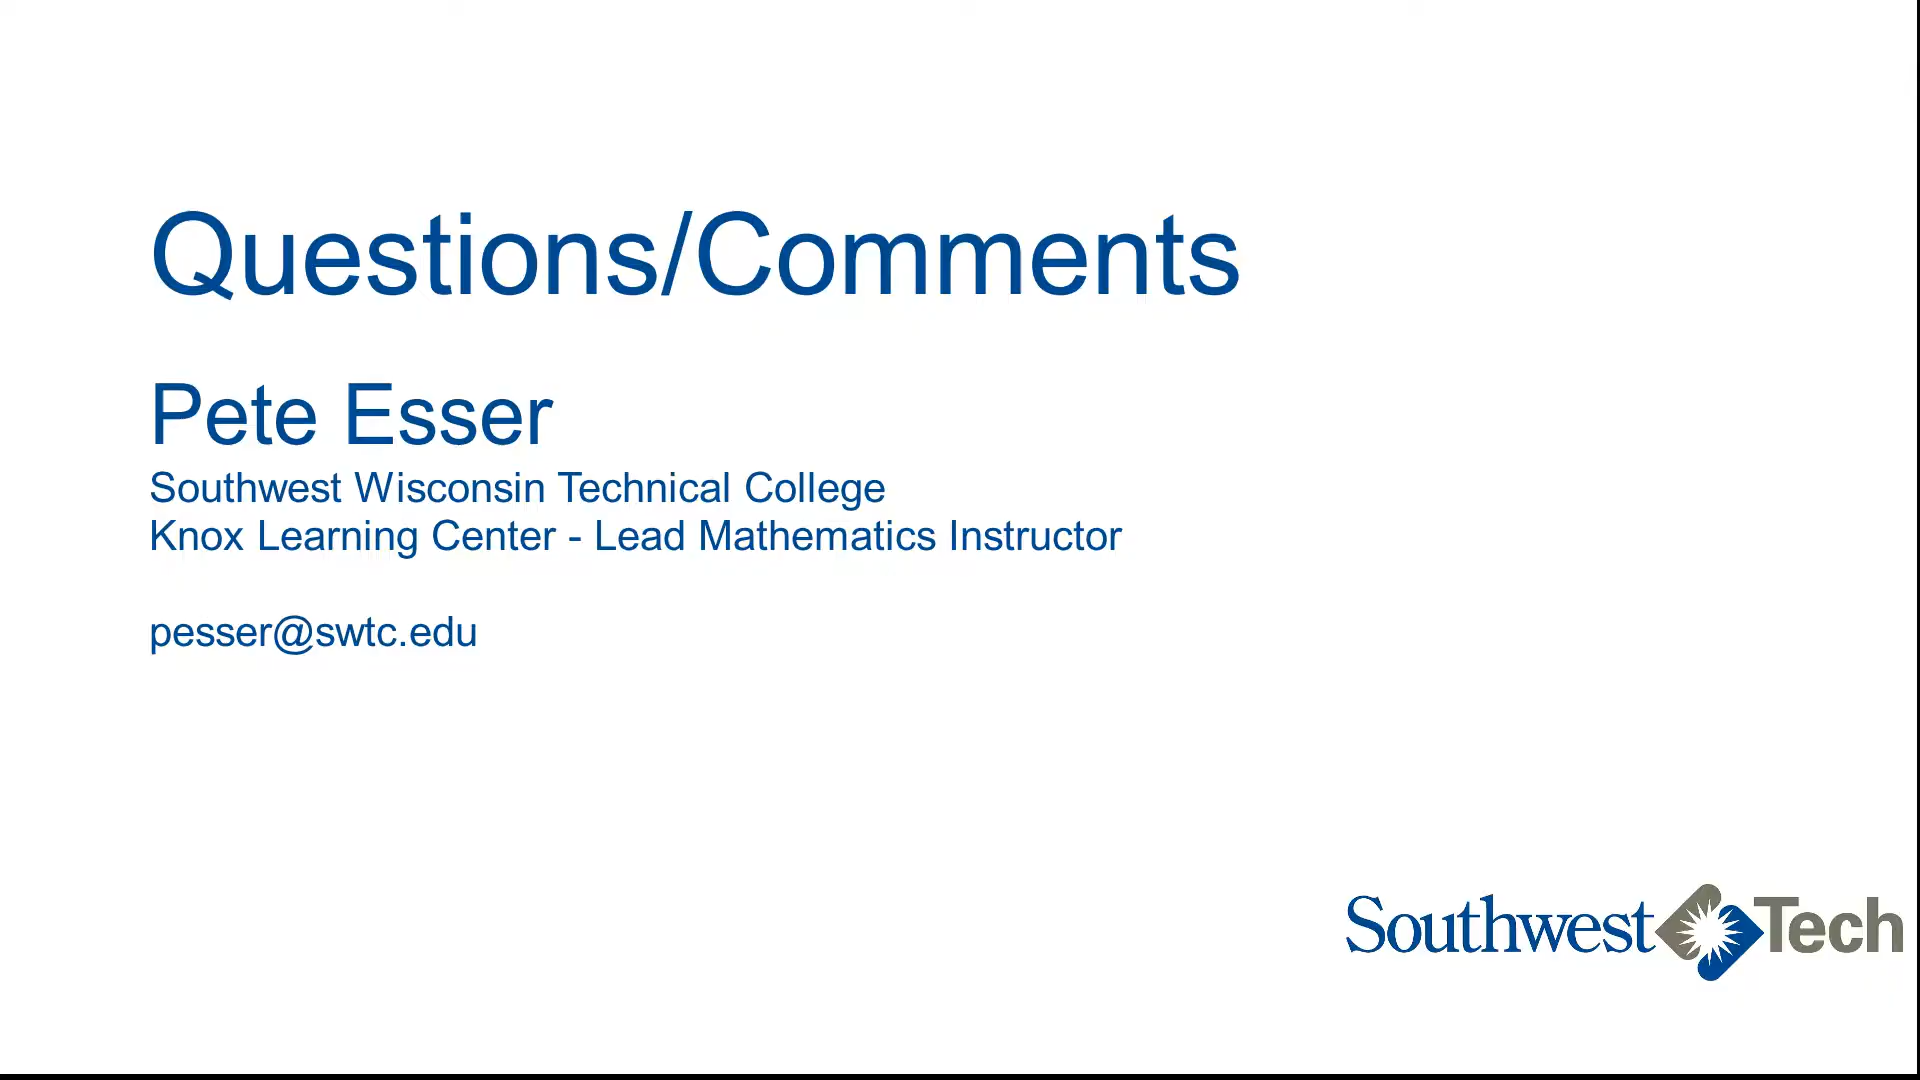 Questions/Comments
Pete Esser
Southwest Wisconsin Technical College
Knox Learning Center - Lead Mathematics Instructor
pesser@swtc.edu
Southwest Tech